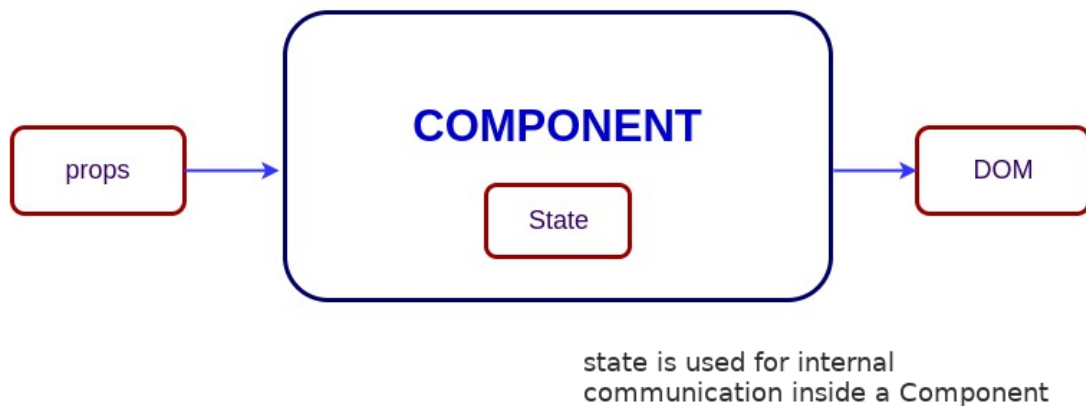 COMPONENT
props
State
DOM
state is used for internal
communication inside a Component